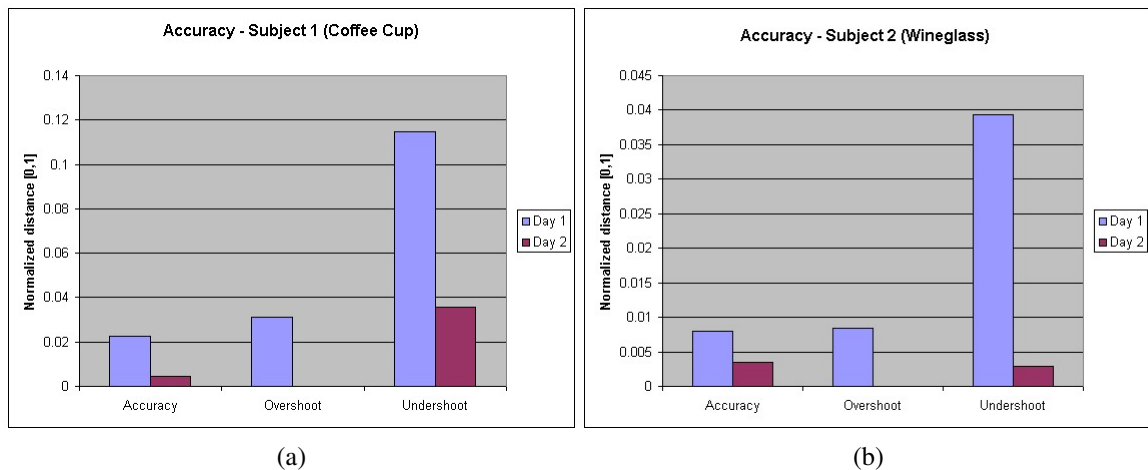 Accuracy - Subject 1 (Coffee Cup)
Normalized distance [0,1]
0.14
0.12
0.1
0.08
0.06
0.04
0.02
0
Accuracy Overshoot Undershoot
Day 1
Day 2
(a)
Accuracy - Subject 2 (Wineglass)
Normalized distance [0,1]
0.045
0.04
0.035
0.03
0.025
0.02
0.015
0.01
0.005
0
Accuracy Overshoot Undershoot
Day 1
Day 2
(b)